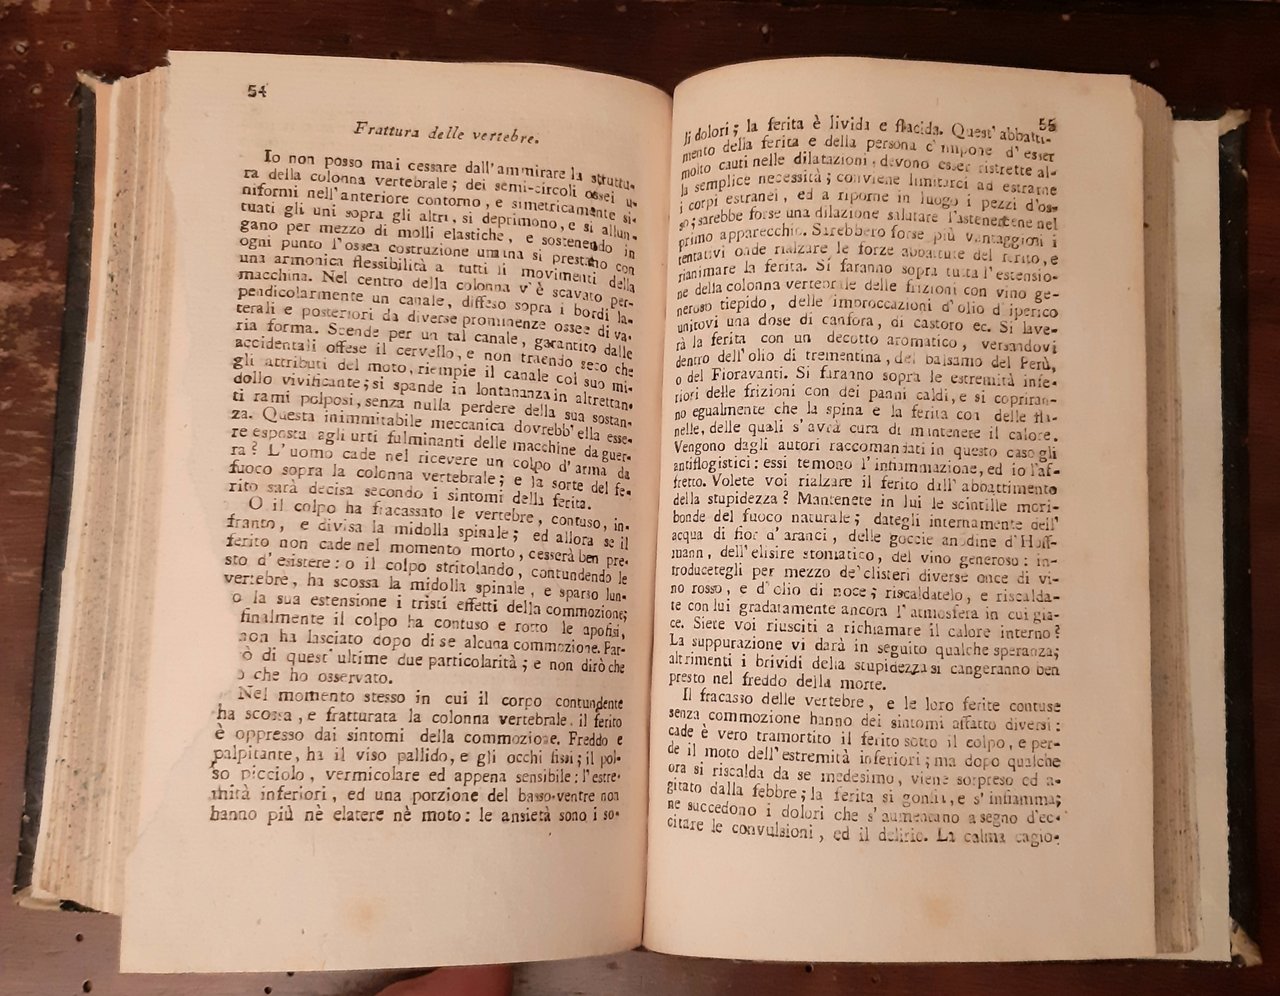 54
Frattura delle vertebre.
Io non posso mai cessare dall'ammirare la struttu-
ra della colonna vertebrale; dei semi-circoli ossei u-
niformi nell'anteriore contorno, e simetricamente si-
tuati gli uni sopra gli altri, si deprimono, e si allun-
gano per mezzo di molli elastiche, e sostenendo in
ogni punto l'ossea costruzione umana si prestano con
una armonica flessibilità a tutti li movimenti della
macchina. Nel centro della colonna v'è scavato per-
pendicolarmente un canale, difeso sopra i bordi la-
terali e posteriori da diverse prominenze ossee di va-
ria forma. Scende per un tal canale, garantito dalle
accidentali offese il cervello, e non traendo seco che
gli attributi del moto, riempie il canale col suo mi-
dollo vivificante; si spande in lontananza in altrettan-
ti rami polposi, senza nulla perdere della sua sostan-
za. Questa inimmitabile meccanica dovrebb'ella esse-
re esposta agli urti fulminanti delle macchine da guer-
ra? L'uomo cade nel ricevere un colpo d'arma da
fuoco sopra la colonna vertebrale; e la sorte del fe-
rito sarà decisa secondo i sintomi della ferita.
O il colpo ha fracassato le vertebre, contuso, in-
franto, e divisa la midolla spinale; ed allora se il
ferito non cade nel momento morto, cesserà ben pre-
sto d'esistere: o il colpo stritolando, contundendo le
vertebre, ha scossa la midolla spinale, e sparso lun-
o la sua estensione i tristi effetti della commozione;
finalmente il colpo ha contuso e rotto le apofisi,
non ha lasciato dopo di se alcuna commozione. Par-
ò di quest'ultime due particolarità; e non dirò che
ò che ho osservato.
Nel momento stesso in cui il corpo contundente
ha scossa, e fratturata la colonna vertebrale, il ferito
è oppresso dai sintomi della commozione. Freddo e
palpitante, ha il viso pallido, e gli occhi fissi; il pol-
so picciolo, vermicolare ed appena sensibile: l'estre-
mità inferiori, ed una porzione del basso-ventre non
hanno più nè elatere nè moto: le ansietà sono i so-
55
li dolori; la ferita è livida e flacida. Quest'abbatti-
mento della ferita e della persona c'impone d'esser
molto cauti nelle dilatazioni, devono esser ristrette al-
la semplice necessità; conviene limitarci ad estrarne
i corpi estranei, ed a riporne in luogo i pezzi d'os-
so; sarebbe forse una dilazione salutare l'astenercene nel
primo apparecchio. Sarebbero forse più vantaggiosi i
tentativi onde rialzare le forze abbattute del ferito, e
rianimare la ferita. Si faranno sopra tutta l'estensio-
ne della colonna vertebrale delle frizioni con vino ge-
neroso tiepido, delle imbroccazioni d'olio d'iperico
unitovi una dose di canfora, di castoro ec. Si lave-
rà la ferita con un decotto aromatico, versandovi
dentro dell'olio di trementina, del balsamo del Perù,
o del Fioravanti. Si faranno sopra le estremità infe-
riori delle frizioni con dei panni caldi, e si copriran-
no egualmente che la spina e la ferita con delle fla-
nelle, delle quali s'avrà cura di mintenere il calore.
Vengono dagli autori raccomandati in questo caso gli
antiflogistici: essi temono l'infiammazione, ed io l'af-
fretto. Volete voi rialzare il ferito dall'abbattimento
della stupidezza? Mantenete in lui le scintille mori-
bonde del fuoco naturale; dategli internamente dell'
acqua di fior d'aranci, delle goccie anodine d'Hoff-
mann, dell'elisire stomatico, del vino generoso: in-
troducetegli per mezzo de'clisteri diverse once di vi-
no rosso, e d'olio di noce; riscaldatelo, e riscalda-
te con lui gradatamente ancora l'atmosfera in cui gia-
ce. Siete voi riusciti a richiamare il calore interno?
La suppurazione vi darà in seguito qualche speranza;
altrimenti i brividi della stupidezza si cangeranno ben
presto nel freddo della morte.
Il fracasso delle vertebre, e le loro ferite contuse
senza commozione hanno dei sintomi affatto diversi:
cade è vero tramortito il ferito sotto il colpo, e per-
de il moto dell'estremità inferiori; ma dopo qualche
ora si riscalda da se medesimo, viene sorpreso ed a-
gitato dalla febbre; la ferita si gonfia, e s'infiamma;
ne succedono i dolori che s'aumentano a segno d'ec-
citare le convulsioni, ed il delirio. La calma cagio-